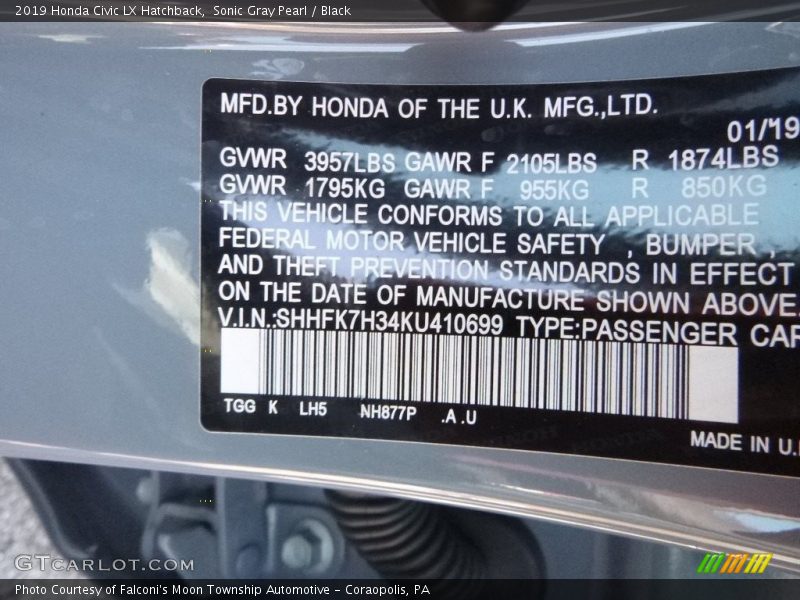 2019 Honda Civic LX Hatchback, Sonic Gray Pearl / Black
MFD.BY HONDA OF THE U.K. MFG.,LTD.
01/19
GVWR 3957LBS GAWR F 2105LBS R 1874LBS
GVWR 1795KG GAWR F 955KG R 850KG
THIS VEHICLE CONFORMS TO ALL APPLICABLE
FEDERAL MOTOR VEHICLE SAFETY , BUMPER ,
AND THEFT PREVENTION STANDARDS IN EFFECT
ON THE DATE OF MANUFACTURE SHOWN ABOVE.
V.I.N.:SHHFK7H34KU410699 TYPE:PASSENGER CAR
TGG K LH5 NH877P .A .U
MADE IN U.
GTCARLOT.COM
Photo Courtesy of Falconi's Moon Township Automotive – Coraopolis, PA